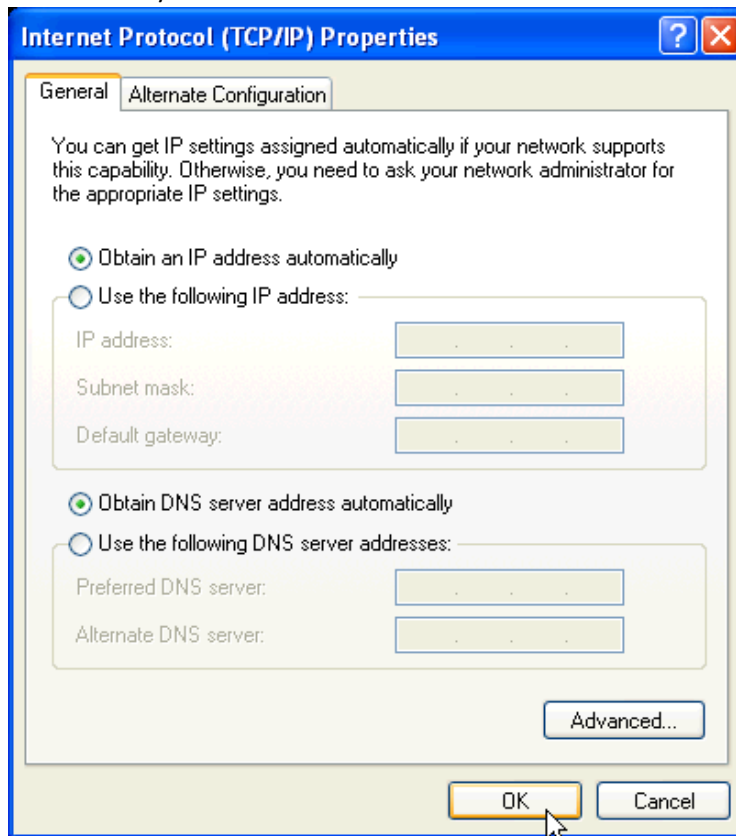 Internet Protocol (TCP/IP) Properties
General
Alternate Configuration
You can get IP settings assigned automatically if your network supports
this capability. Otherwise, you need to ask your network administrator for
the appropriate IP settings.
Obtain an IP address automatically
Use the following IP address:
IP address:
Subnet mask:
Default gateway:
Obtain DNS server address automatically
Use the following DNS server addresses:
Preferred DNS server:
Alternate DNS server:
Advanced...
OK
Cancel